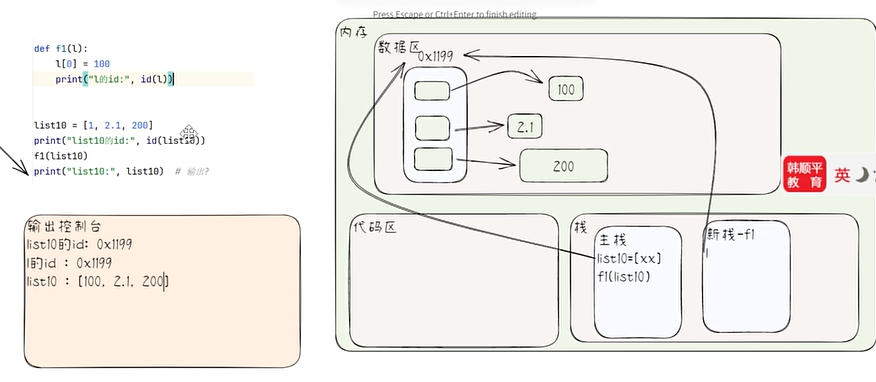 Press Escape or Ctrl+Enter to finish editing
def f1(l):
l[0] = 100
print("l的id:", id(l))
list10 = [1, 2.1, 200]
print("list10的id:", id(list10))
f1(list10)
print("list10:", list10) # 输出?
输出控制台
list10的id: 0x1199
l的id : 0x1199
list10 : [100, 2.1, 200]
内存
数据区
0x1199
100
2.1
200
代码区
栈
主栈
list10=[xx]
f1(list10)
新栈-f1
l
韩顺平
教育
英